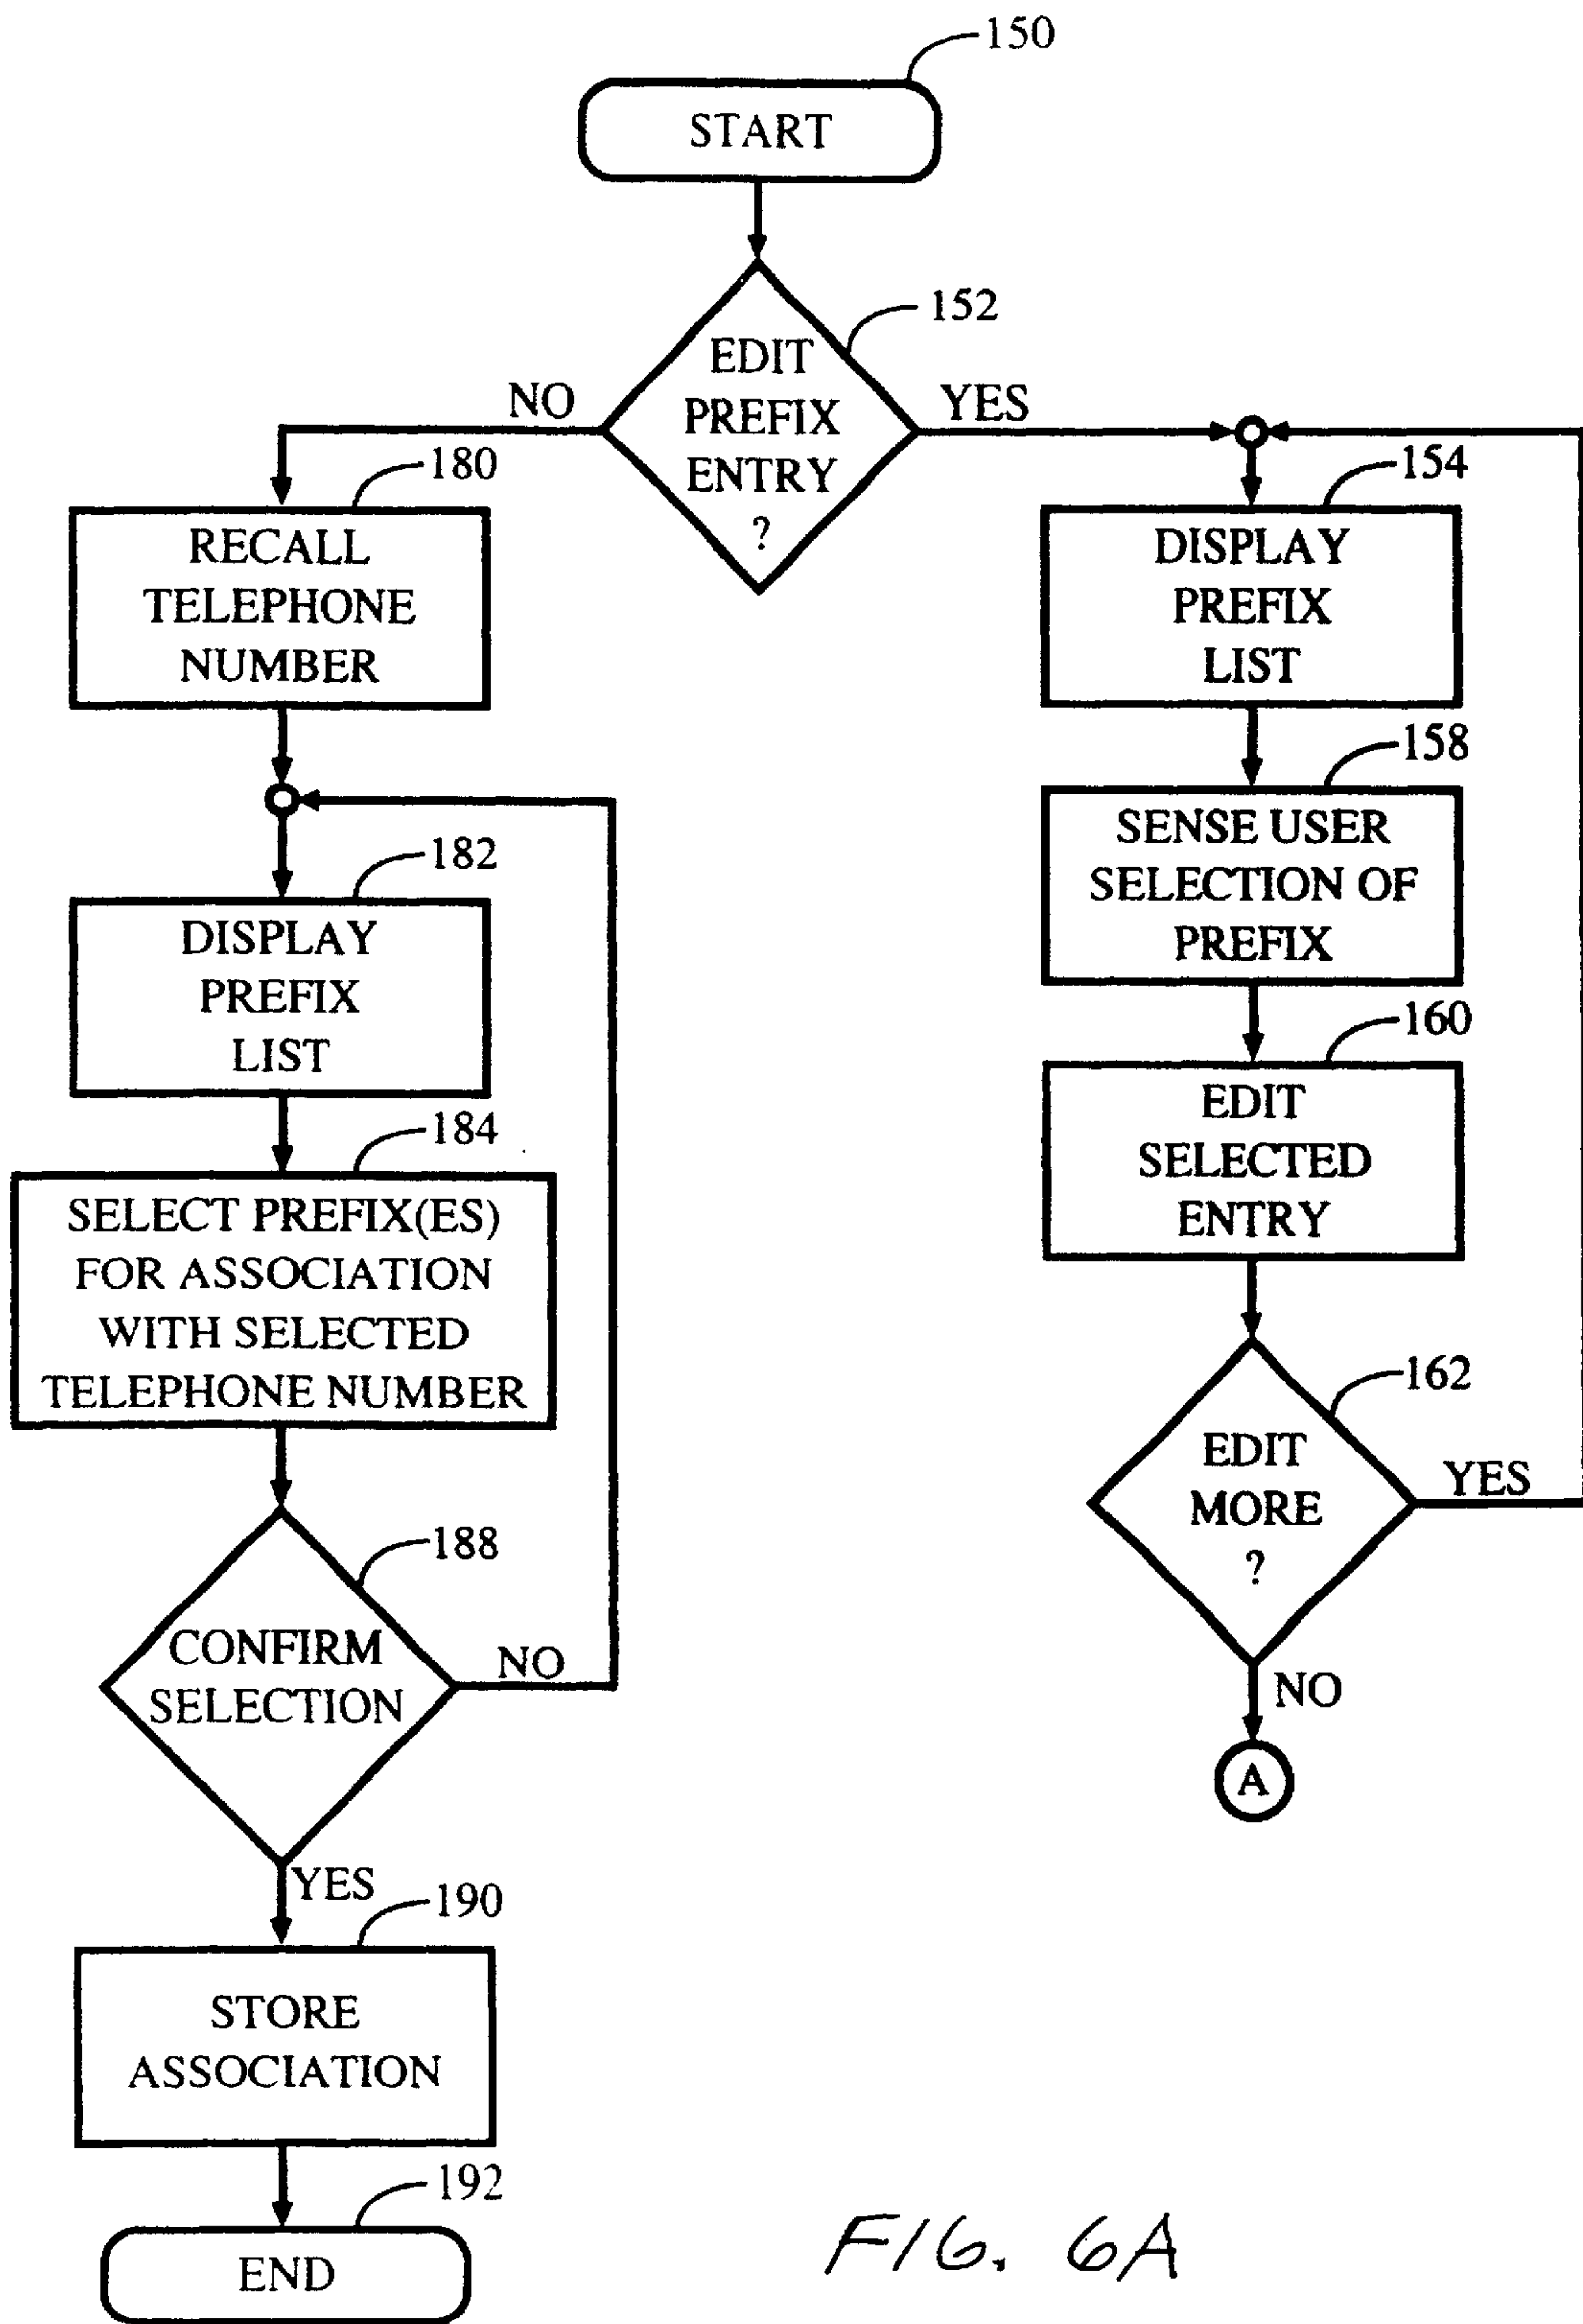 150
START
152
EDIT
PREFIX
ENTRY
?
NO
YES
180
RECALL
TELEPHONE
NUMBER
182
DISPLAY
PREFIX
LIST
184
SELECT PREFIX(ES)
FOR ASSOCIATION
WITH SELECTED
TELEPHONE NUMBER
188
CONFIRM
SELECTION
NO
YES
190
STORE
ASSOCIATION
192
END
154
DISPLAY
PREFIX
LIST
158
SENSE USER
SELECTION OF
PREFIX
160
EDIT
SELECTED
ENTRY
162
EDIT
MORE
?
YES
NO
A
FIG. 6A